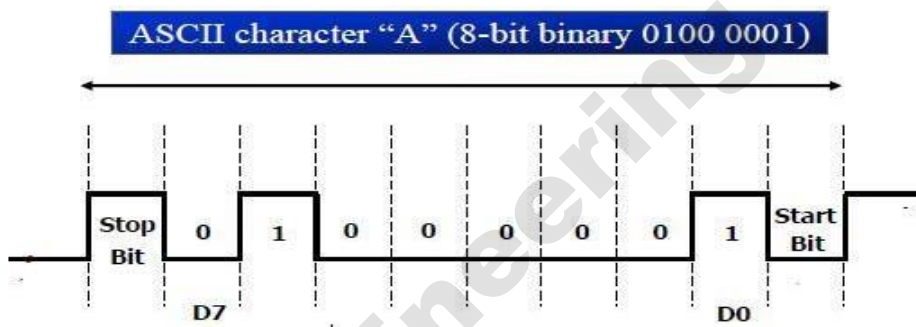 ASCII character “A” (8-bit binary 0100 0001)
Stop Bit 0 1 0 0 0 0 0 1 Start Bit
D7 D0
ineering